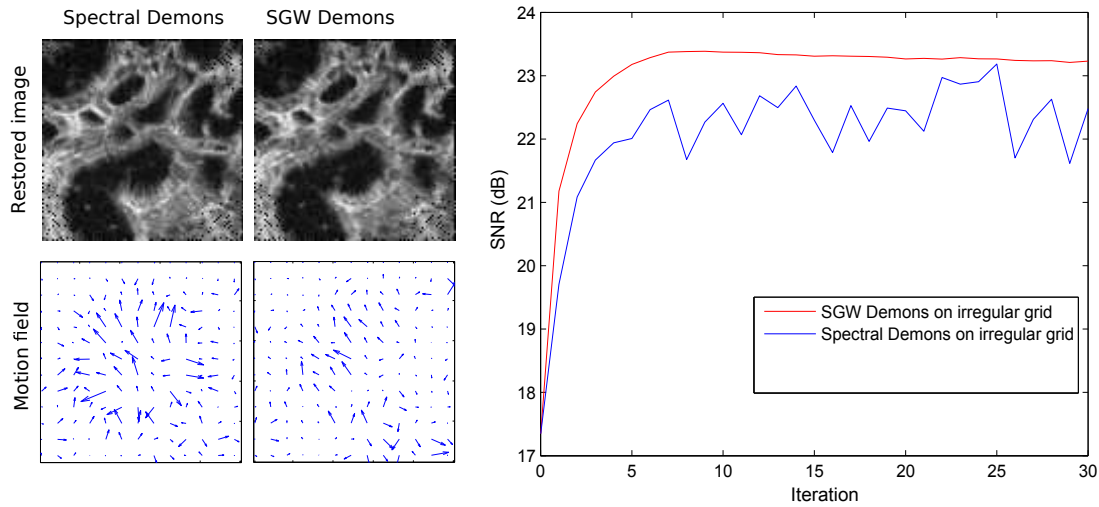 Spectral Demons
SGW Demons
Restored image
Motion field
SNR (dB)
24
23
22
21
20
19
18
17
0
5
10
15
20
25
30
Iteration
SGW Demons on irregular grid
Spectral Demons on irregular grid